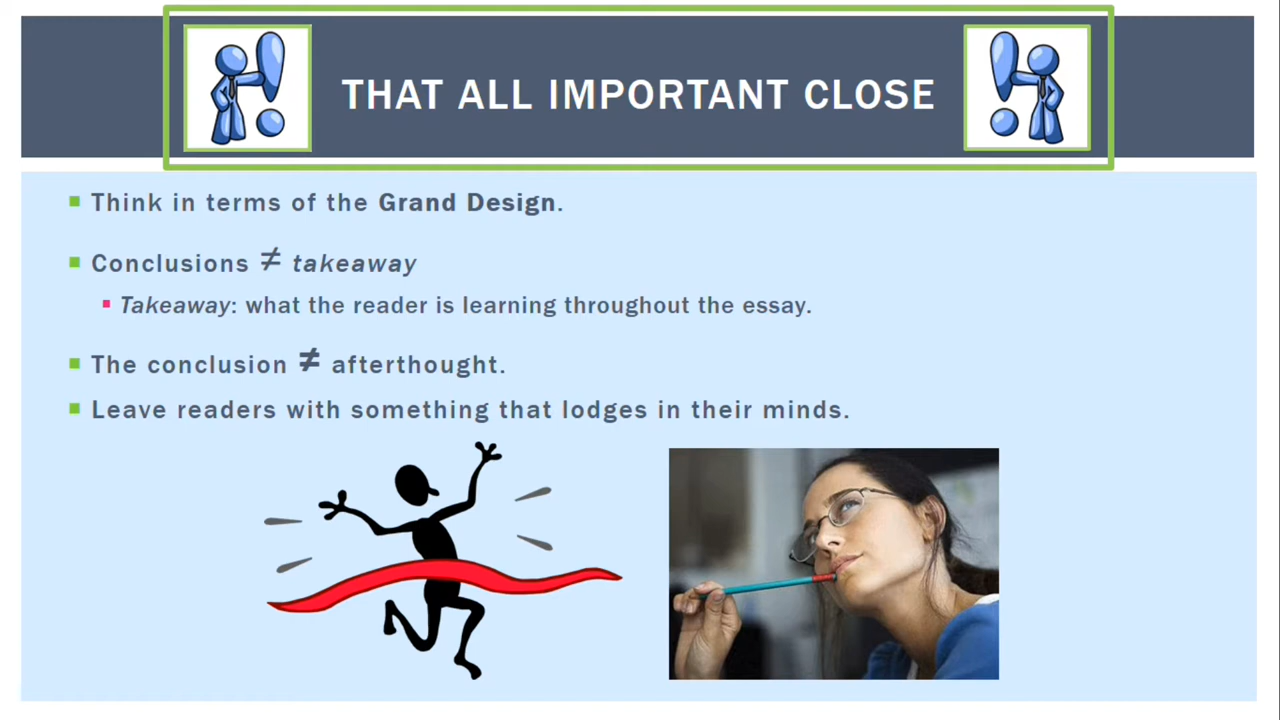 THAT ALL IMPORTANT CLOSE
Think in terms of the Grand Design.
Conclusions ≠ takeaway
Takeaway: what the reader is learning throughout the essay.
The conclusion ≠ afterthought.
Leave readers with something that lodges in their minds.